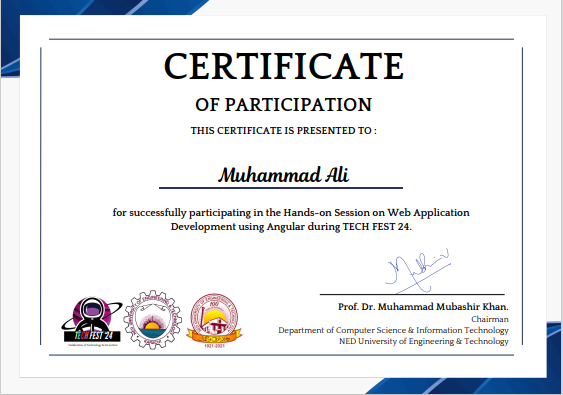 CERTIFICATE
OF PARTICIPATION
THIS CERTIFICATE IS PRESENTED TO :
Muhammad Ali
for successfully participating in the Hands-on Session on Web Application
Development using Angular during TECH FEST 24.
Prof. Dr. Muhammad Mubashir Khan.
Chairman
Department of Computer Science & Information Technology
NED University of Engineering & Technology
TECH FEST 24
100
1921-2021